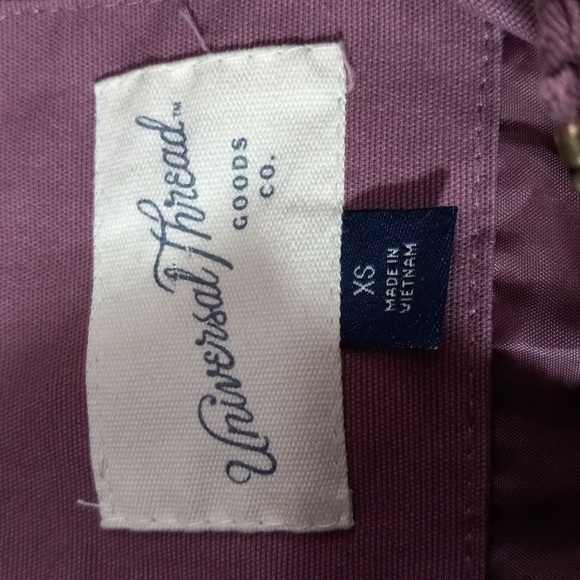 Universal Thread™
GOODS
CO.
XS
MADE IN
VIETNAM